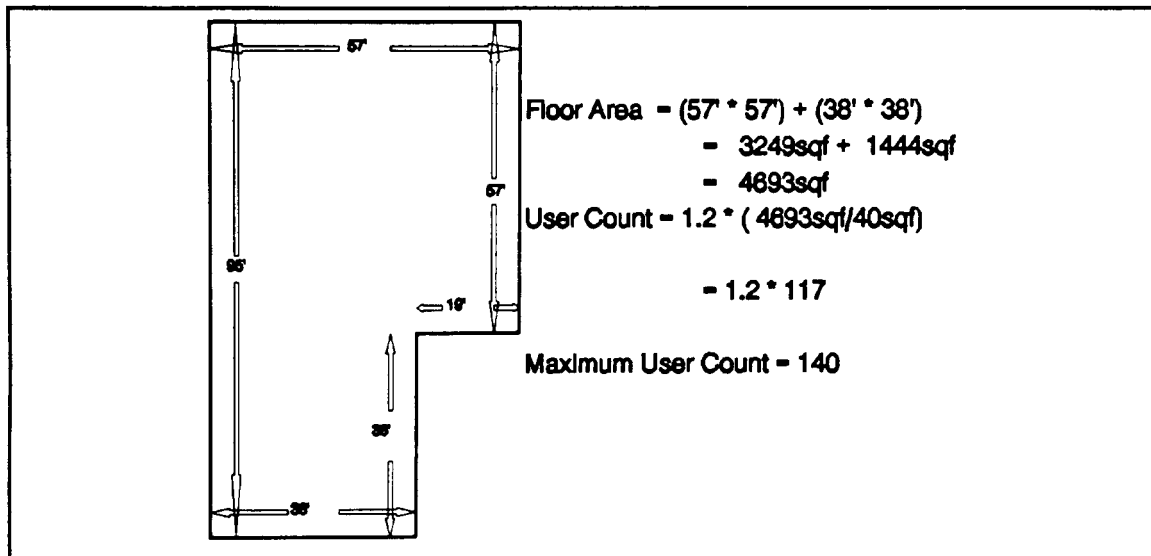 57'
Floor Area = (57' * 57') + (38' * 38')
= 3249sqf + 1444sqf
= 4693sqf
57'
User Count = 1.2 * ( 4693sqf/40sqf)
95'
= 1.2 * 117
19'
Maximum User Count = 140
38'
38'